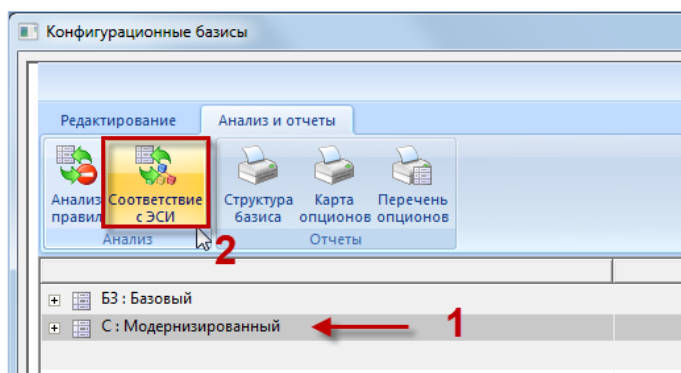 Конфигурационные базисы
Редактирование Анализ и отчеты
Анализ правил Соответствие с ЭСИ Структура базиса Карта опционов Перечень опционов
Анализ Отчеты
2
БЗ : Базовый
С : Модернизированный 1